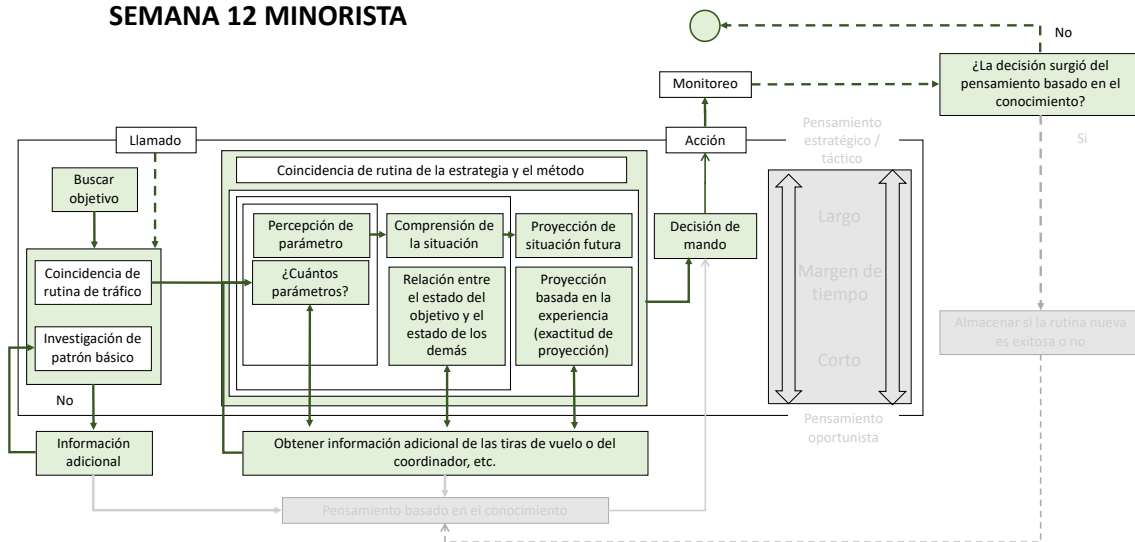 SEMANA 12 MINORISTA
No
¿La decisión surgió del
pensamiento basado en el
conocimiento?
Monitoreo
Llamado
Acción
Pensamiento
estratégico /
táctico
Si
Buscar
objetivo
Coincidencia de rutina de la estrategia y el método
Percepción de
parámetro
Comprensión de
la situación
Proyección de
situación futura
Decisión de
mando
Largo
Coincidencia de
rutina de tráfico
¿Cuántos
parámetros?
Relación entre
el estado del
objetivo y el
estado de los
demás
Proyección
basada en la
experiencia
(exactitud de
proyección)
Margen de
tiempo
Investigación de
patrón básico
Corto
Almacenar si la rutina nueva
es exitosa o no
No
Pensamiento
oportunista
Información
adicional
Obtener información adicional de las tiras de vuelo o del
coordinador, etc.
Pensamiento basado en el conocimiento